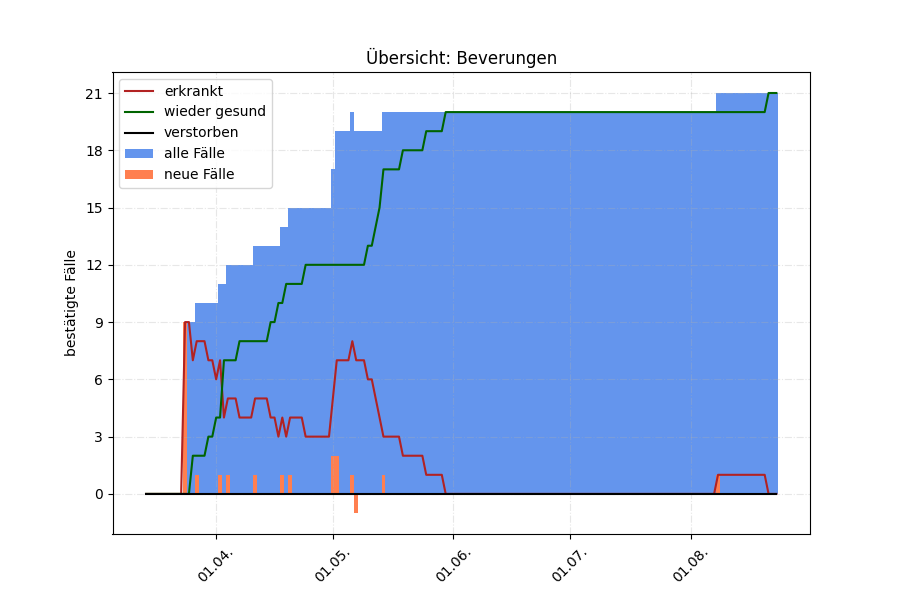 Übersicht: Beverungen
erkrankt
wieder gesund
verstorben
alle Fälle
neue Fälle
bestätigte Fälle
21
18
15
12
9
6
3
0
01.04.
01.05.
01.06.
01.07.
01.08.